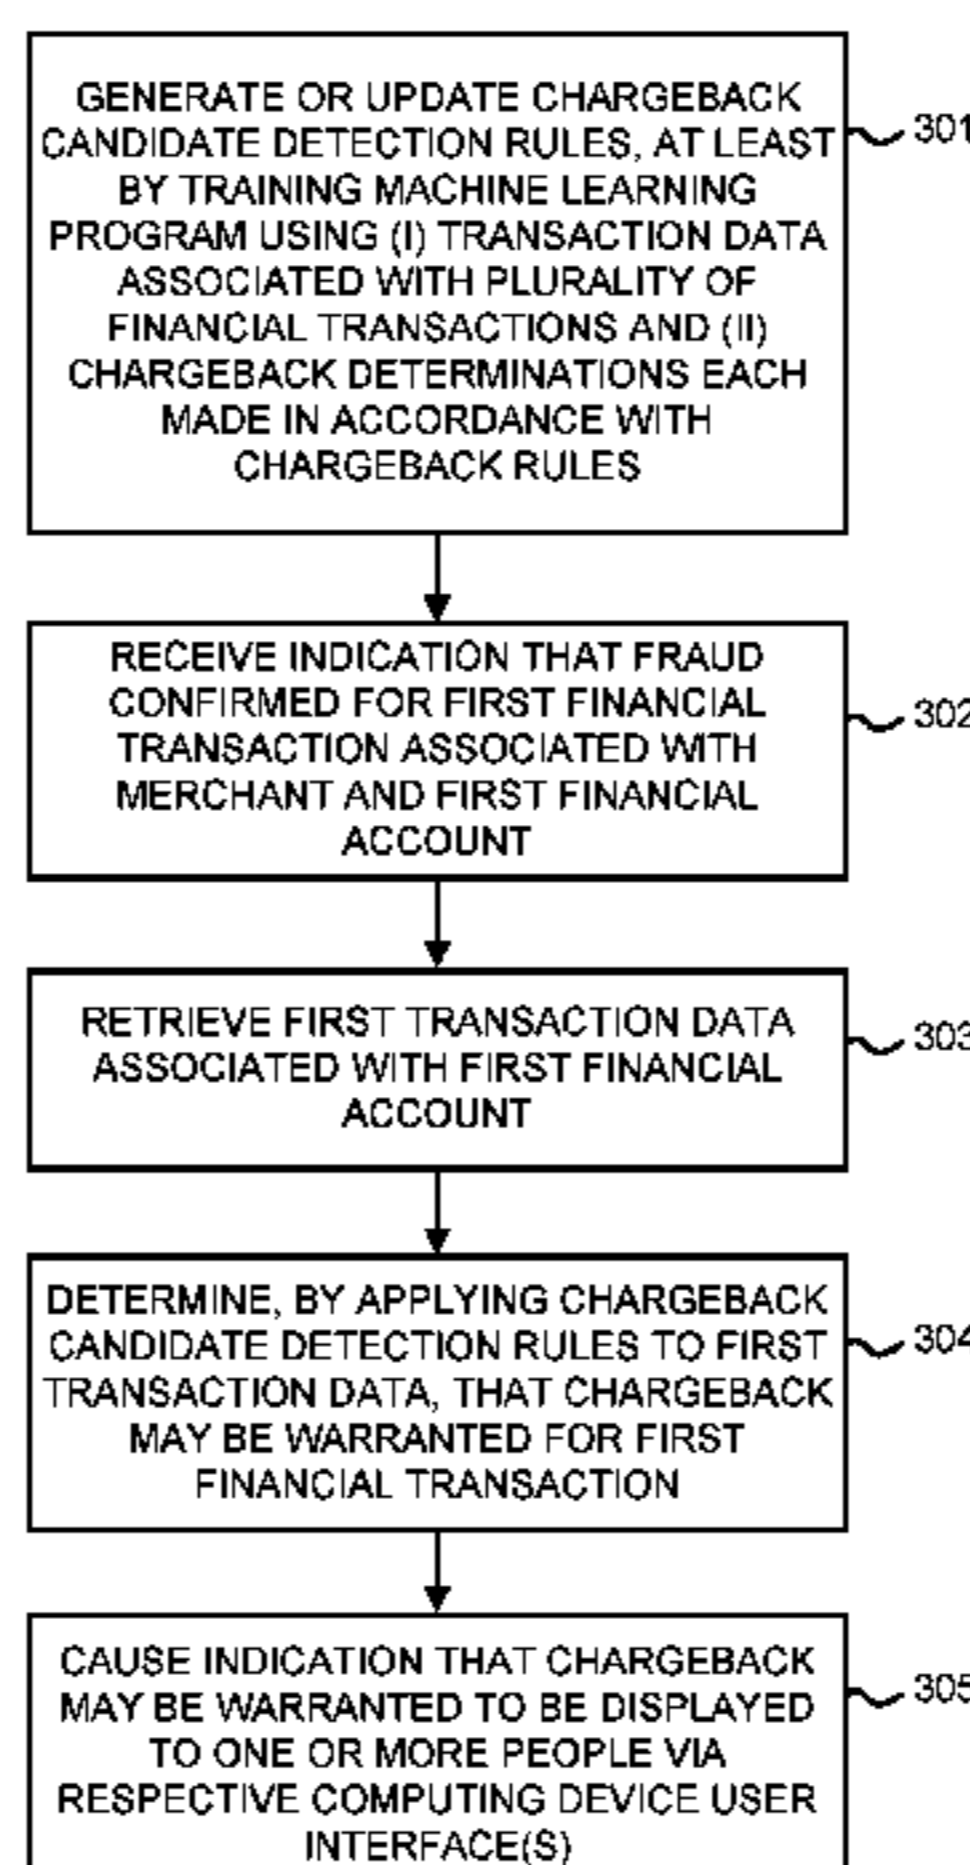 GENERATE OR UPDATE CHARGEBACK
CANDIDATE DETECTION RULES, AT LEAST
BY TRAINING MACHINE LEARNING
PROGRAM USING (I) TRANSACTION DATA
ASSOCIATED WITH PLURALITY OF
FINANCIAL TRANSACTIONS AND (II)
CHARGEBACK DETERMINATIONS EACH
MADE IN ACCORDANCE WITH
CHARGEBACK RULES
301
RECEIVE INDICATION THAT FRAUD
CONFIRMED FOR FIRST FINANCIAL
TRANSACTION ASSOCIATED WITH
MERCHANT AND FIRST FINANCIAL
ACCOUNT
302
RETRIEVE FIRST TRANSACTION DATA
ASSOCIATED WITH FIRST FINANCIAL
ACCOUNT
303
DETERMINE, BY APPLYING CHARGEBACK
CANDIDATE DETECTION RULES TO FIRST
TRANSACTION DATA, THAT CHARGEBACK
MAY BE WARRANTED FOR FIRST
FINANCIAL TRANSACTION
304
CAUSE INDICATION THAT CHARGEBACK
MAY BE WARRANTED TO BE DISPLAYED
TO ONE OR MORE PEOPLE VIA
RESPECTIVE COMPUTING DEVICE USER
INTERFACE(S)
305